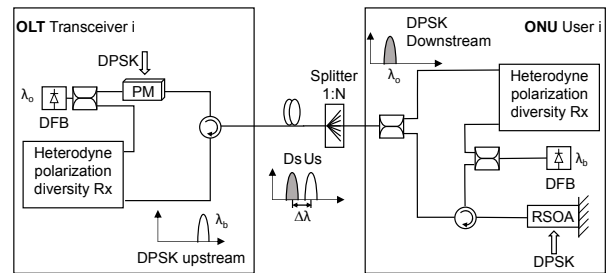 OLT Transceiver i
DPSK
λo
PM
DFB
Heterodyne
polarization
diversity Rx
λb
DPSK upstream
Splitter
1:N
Ds Us
Δλ
ONU User i
DPSK
Downstream
λo
Heterodyne
polarization
diversity Rx
λb
DFB
RSOA
DPSK